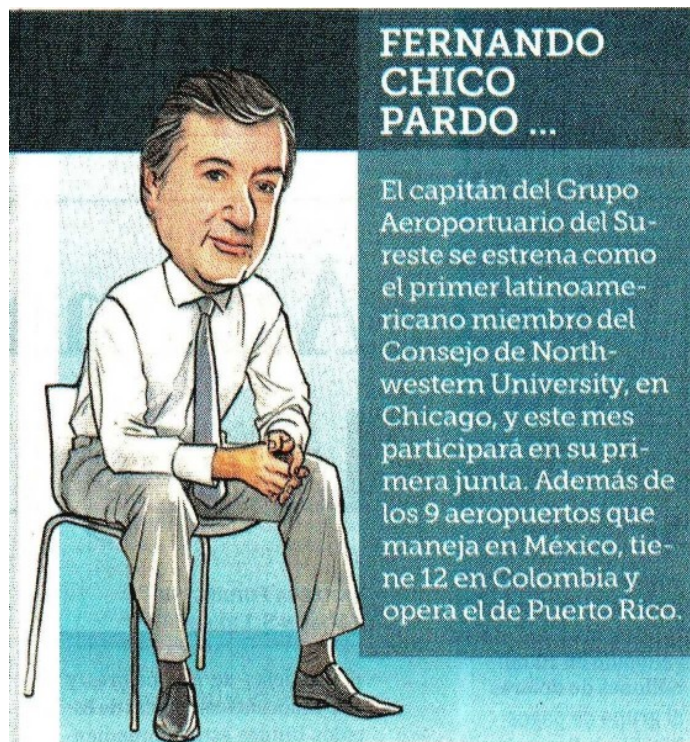 FERNANDO
CHICO
PARDO ...
El capitán del Grupo
Aeroportuario del Su-
reste se estrena como
el primer latinoame-
ricano miembro del
Consejo de North-
western University, en
Chicago, y este mes
participará en su pri-
mera junta. Además de
los 9 aeropuertos que
maneja en México, tie-
ne 12 en Colombia y
opera el de Puerto Rico.